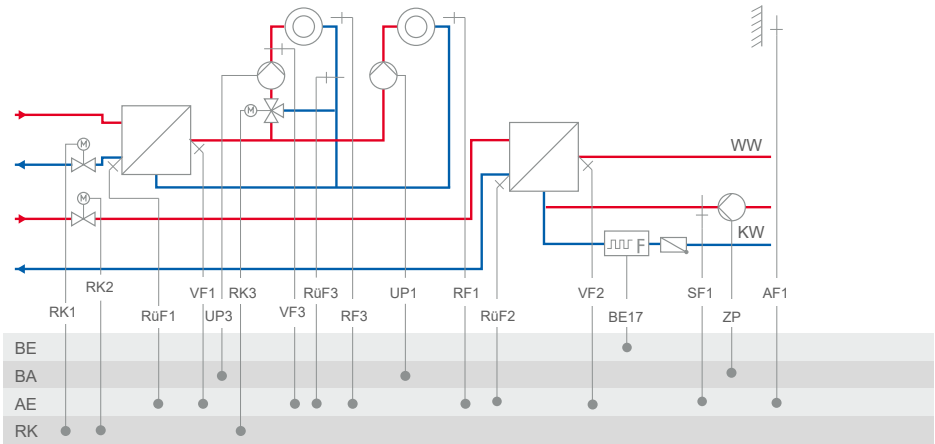 M
M
M
WW
F
KW
RK1
RK2
RüF1
VF1
UP3
RK3
VF3
RüF3
RF3
UP1
RF1
RüF2
VF2
BE17
SF1
ZP
AF1
BE
BA
AE
RK